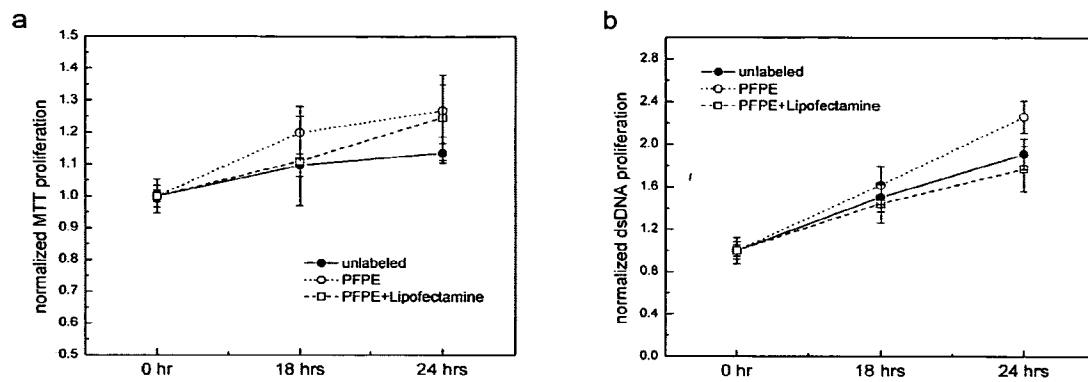 a
normalized MTT proliferation
1.5
1.4
1.3
1.2
1.1
1.0
0.9
0.8
0.7
0.6
0.5
unlabeled
PFPE
PFPE+Lipofectamine
0 hr
18 hrs
24 hrs
b
normalized dsDNA proliferation
2.8
2.4
2.0
1.6
1.2
0.8
0.4
0.0
unlabeled
PFPE
PFPE+Lipofectamine
0 hr
18 hrs
24 hrs